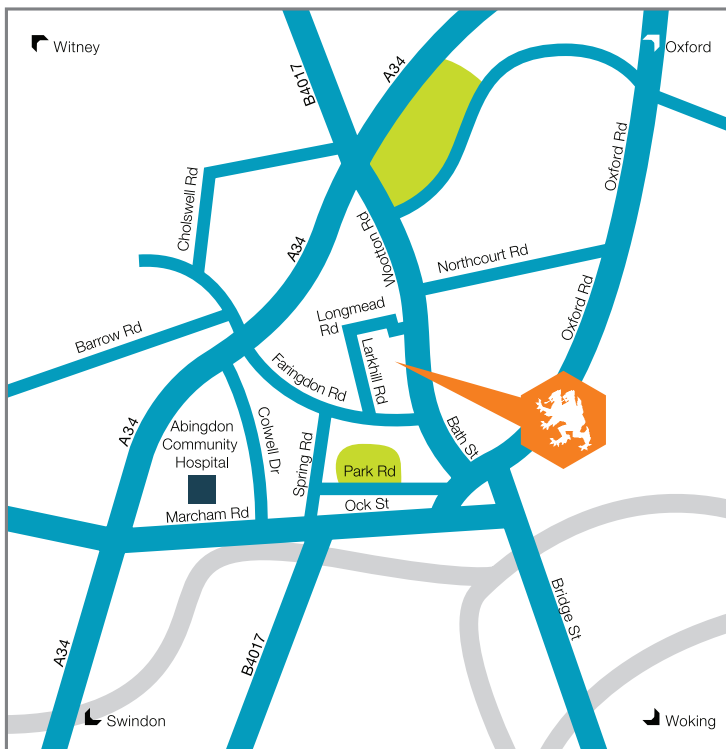 Witney
Oxford
B4017
A34
Oxford Rd
Cholswell Rd
Wootton Rd
A34
Northcourt Rd
Oxford Rd
Longmead
Rd
Barrow Rd
Larkhill Rd
Faringdon Rd
A34
Abingdon
Community
Hospital
Colwell Dr
Bath St
Spring Rd
Park Rd
Ock St
Marcham Rd
Bridge St
A34
B4017
Swindon
Woking